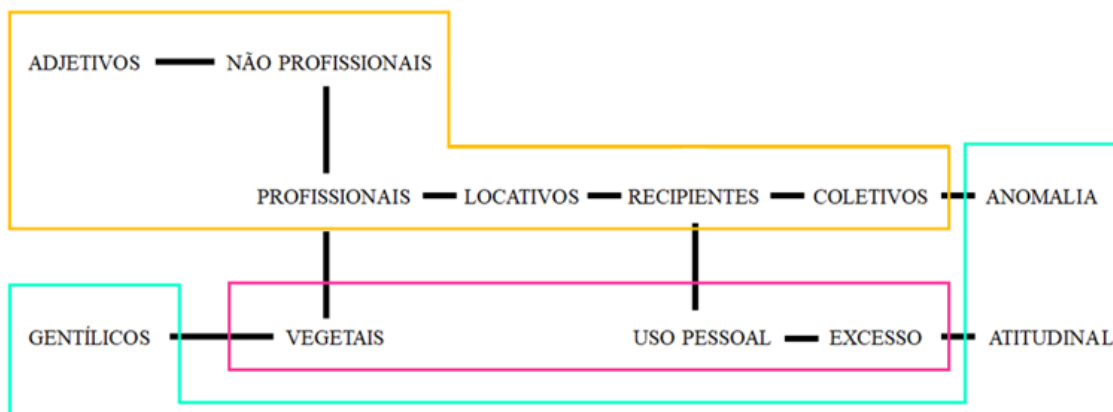 ADJETIVOS NÃO PROFISSIONAIS
PROFISSIONAIS LOCATIVOS RECIPIENTES COLETIVOS ANOMALIA
GENTÍLICOS VEGETAIS USO PESSOAL EXCESSO ATITUDINAL